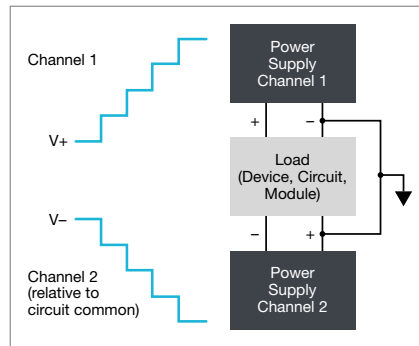 Channel 1
V+
V–
Channel 2
(relative to
circuit common)
Power
Supply
Channel 1
+ –
Load
(Device, Circuit,
Module)
– +
Power
Supply
Channel 2